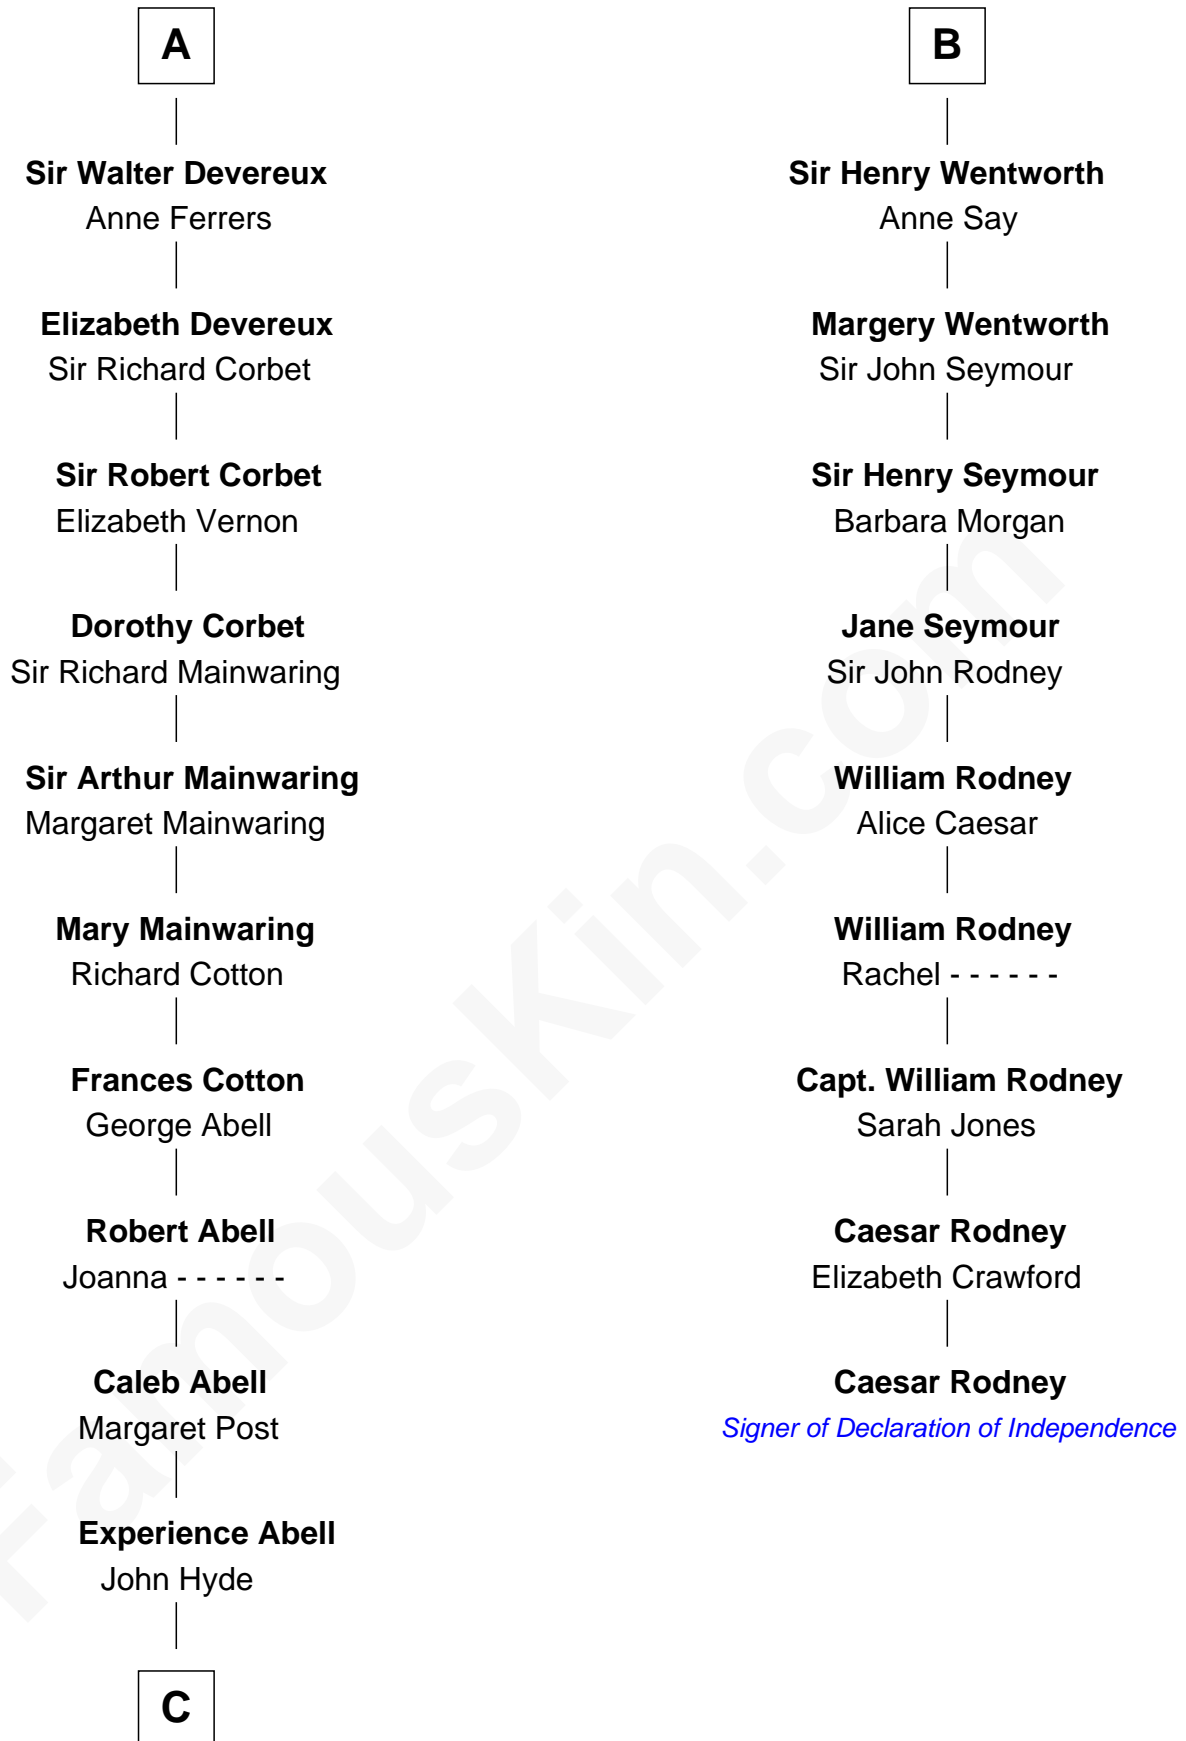 A
Sir Walter Devereux
Anne Ferrers
Elizabeth Devereux
Sir Richard Corbet
Sir Robert Corbet
Elizabeth Vernon
Dorothy Corbet
Sir Richard Mainwaring
Sir Arthur Mainwaring
Margaret Mainwaring
Mary Mainwaring
Richard Cotton
Frances Cotton
George Abell
Robert Abell
Joanna - - - - - -
Caleb Abell
Margaret Post
Experience Abell
John Hyde
C
B
Sir Henry Wentworth
Anne Say
Margery Wentworth
Sir John Seymour
Sir Henry Seymour
Barbara Morgan
Jane Seymour
Sir John Rodney
William Rodney
Alice Caesar
William Rodney
Rachel - - - - - -
Capt. William Rodney
Sarah Jones
Caesar Rodney
Elizabeth Crawford
Caesar Rodney
Signer of Declaration of Independence
FamousKin.com